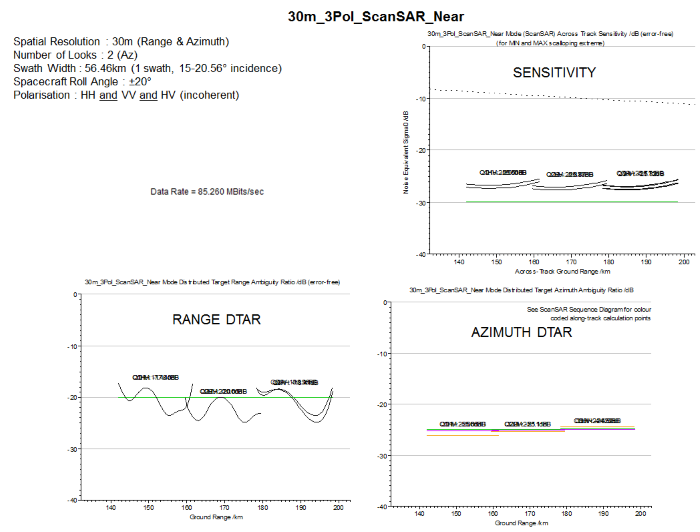 30m_3Pol_ScanSAR_Near
Spatial Resolution : 30m (Range & Azimuth)
Number of Looks : 2 (Az)
Swath Width : 56.46km (1 swath, 15-20.56° incidence)
Spacecraft Roll Angle : ±20°
Polarisation : HH and VV and HV (incoherent)
Data Rate = 85.260 MBits/sec
30m_3Pol_ScanSAR_Near Mode (ScanSAR) Across Track Sensitivity /dB (error-free)
(for MIN and MAX scalloping extreme)
SENSITIVITY
Noise Equivalent Sigma0 /dB
0
-10
-20
-30
-40
140 150 160 170 180 190 200
Across-Track Ground Range /km
30m_3Pol_ScanSAR_Near Mode Distributed Target Range Ambiguity Ratio /dB (error-free)
RANGE DTAR
0
-10
-20
-30
-40
140 150 160 170 180 190 200
Ground Range /km
30m_3Pol_ScanSAR_Near Mode Distributed Target Azimuth Ambiguity Ratio /dB
See ScanSAR Sequence Diagram for colour
coded along-track calculation points
AZIMUTH DTAR
0
-10
-20
-30
-40
140 150 160 170 180 190 200
Ground Range /km